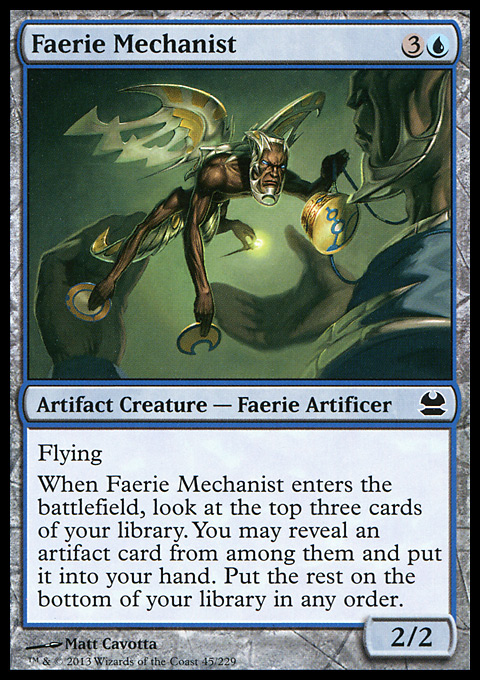 Faerie Mechanist 3
Artifact Creature — Faerie Artificer
Flying
When Faerie Mechanist enters the
battlefield, look at the top three cards
of your library. You may reveal an
artifact card from among them and put
it into your hand. Put the rest on the
bottom of your library in any order.
Matt Cavotta
2/2
™ & © 2013 Wizards of the Coast 45/229